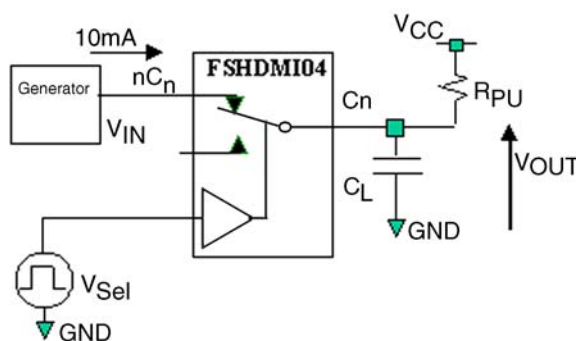 10mA
FSHDMI04
VCC
Generator
nCn
Cn
RPU
VIN
VOUT
CL
GND
VSel
GND